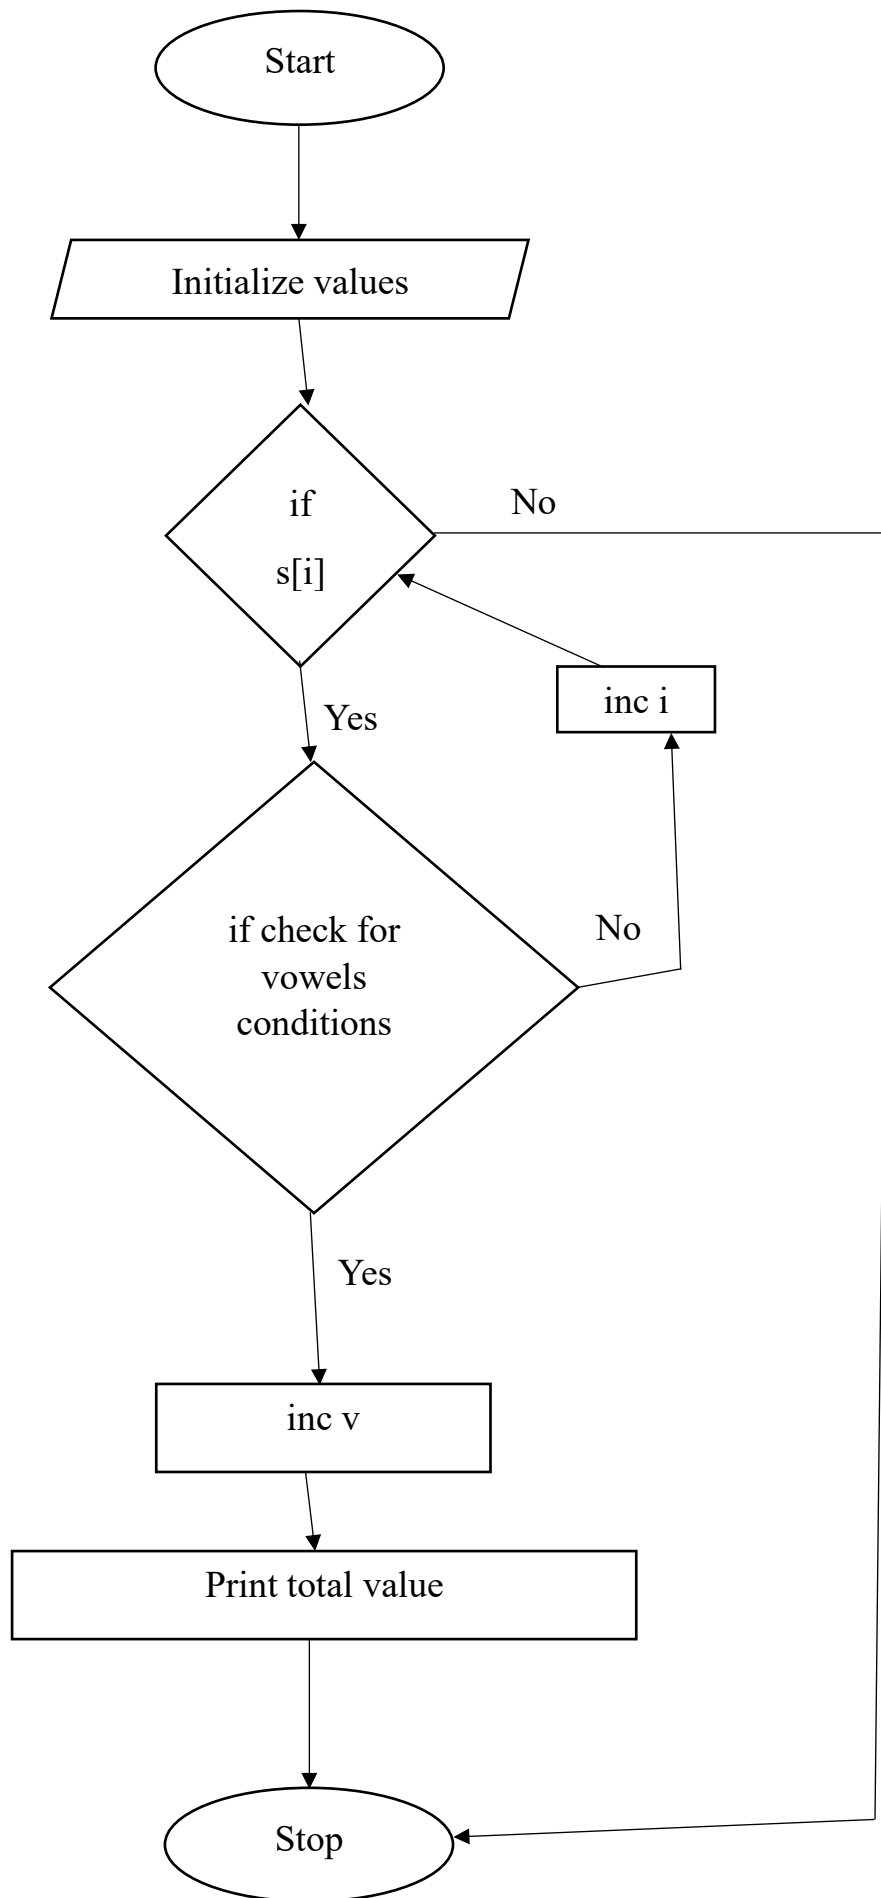 Start
Initialize values
if
s[i]
No
inc i
Yes
if check for
vowels
conditions
No
Yes
inc v
Print total value
Stop